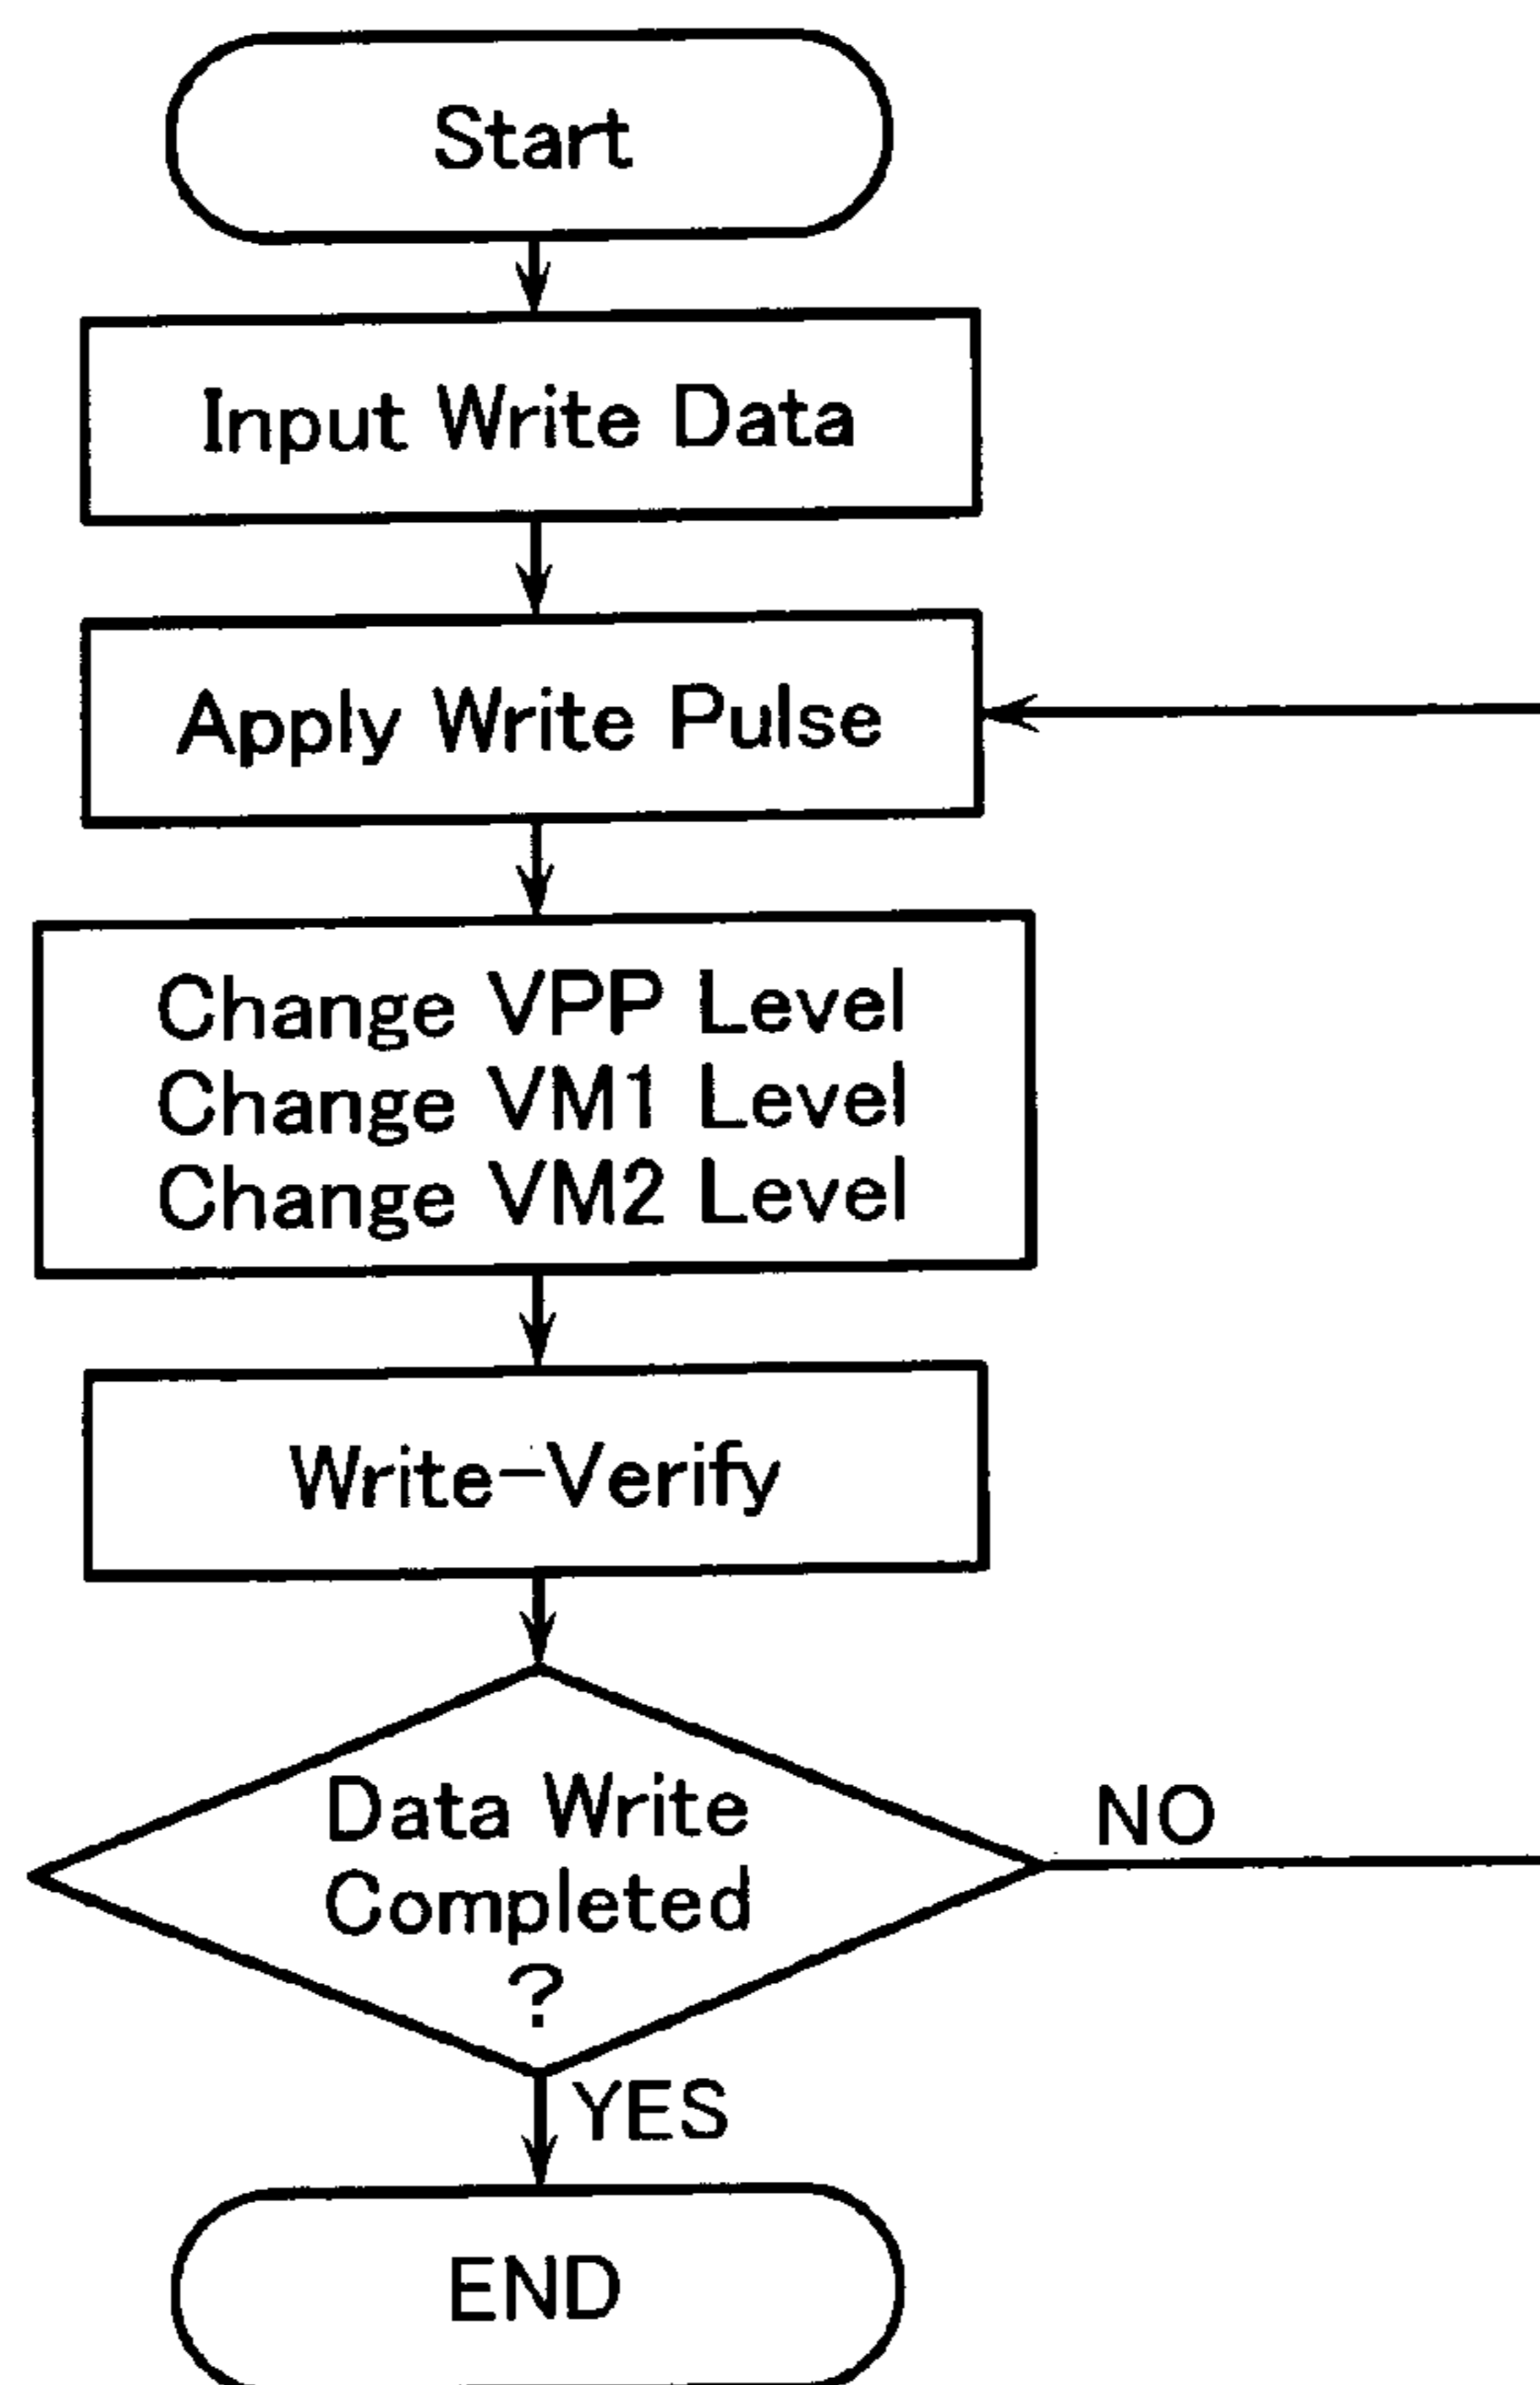 Start
Input Write Data
Apply Write Pulse
Change VPP Level
Change VM1 Level
Change VM2 Level
Write-Verify
Data Write
Completed
?
NO
YES
END